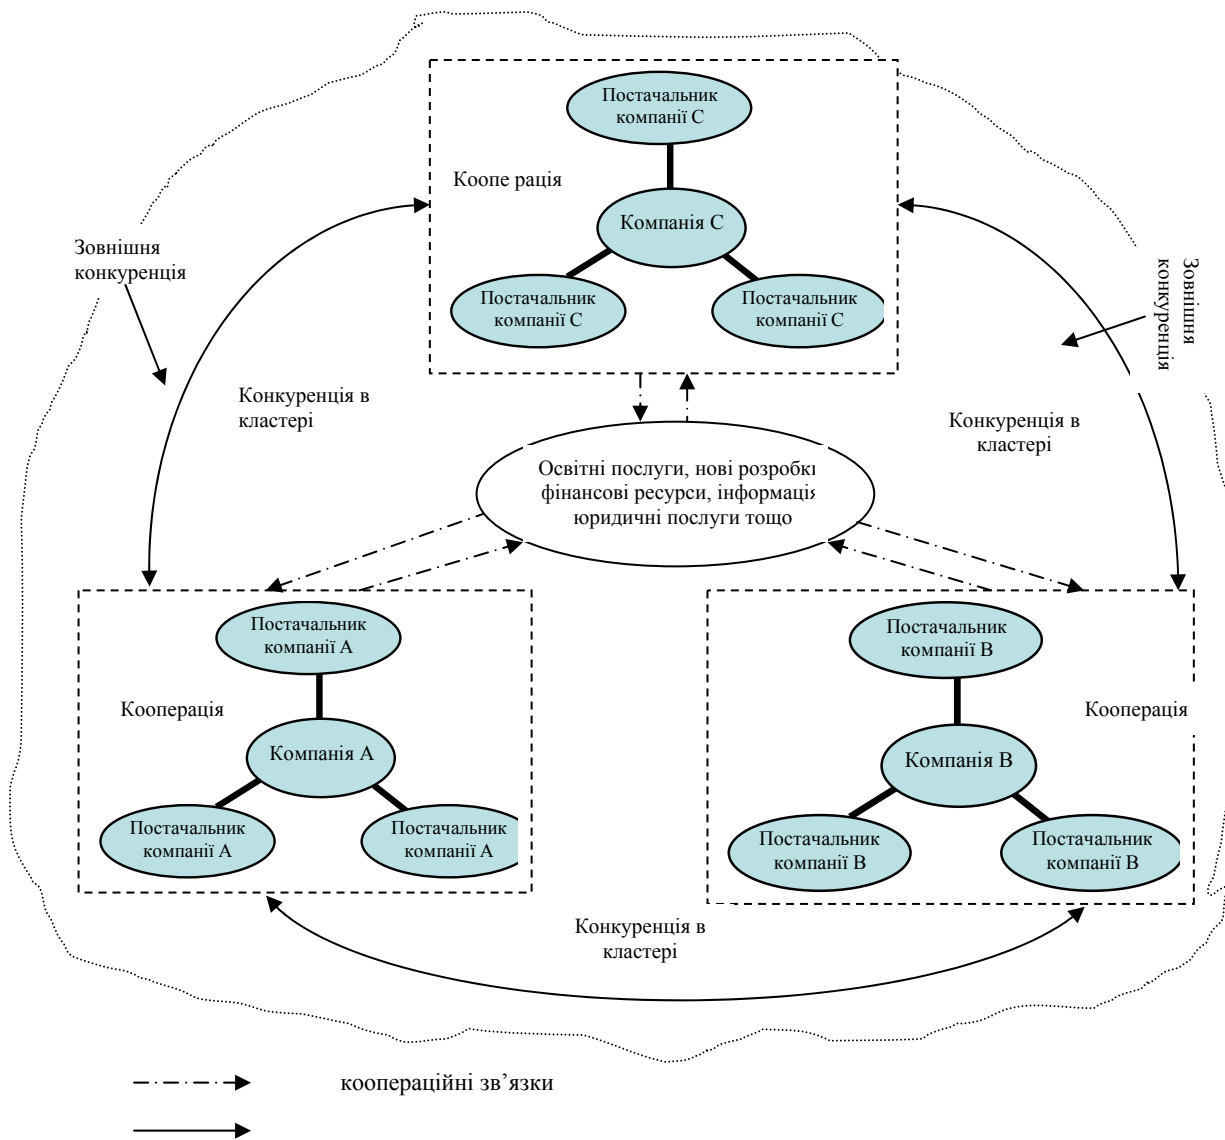 Постачальник
компанії С
Коопе рація
Компанія С
Постачальник
компанії С
Постачальник
компанії С
Зовнішня
конкуренція
Зовнішня
конкуренція
Конкуренція в
кластері
Конкуренція в
кластері
Освітні послуги, нові розробки
фінансові ресурси, інформація
юридичні послуги тощо
Постачальник
компанії А
Кооперація
Компанія А
Постачальник
компанії А
Постачальник
компанії А
Постачальник
компанії В
Кооперація
Компанія В
Постачальник
компанії В
Постачальник
компанії В
Конкуренція в
кластері
коопераційні зв’язки